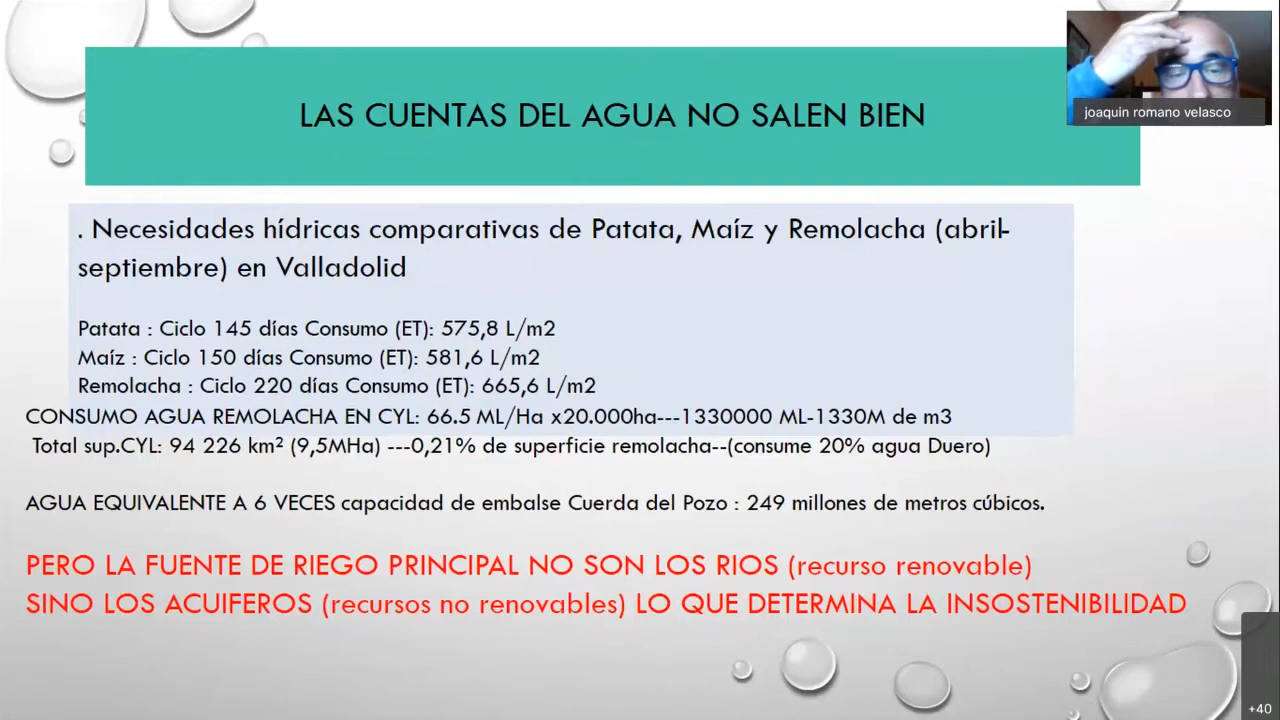 LAS CUENTAS DEL AGUA NO SALEN BIEN
joaquin romano velasco
. Necesidades hídricas comparativas de Patata, Maíz y Remolacha (abril-
septiembre) en Valladolid
Patata : Ciclo 145 días Consumo (ET): 575,8 L/m2
Maíz : Ciclo 150 días Consumo (ET): 581,6 L/m2
Remolacha : Ciclo 220 días Consumo (ET): 665,6 L/m2
CONSUMO AGUA REMOLACHA EN CYL: 66.5 ML/Ha x20.000ha---1330000 ML-1330M de m3
Total sup.CYL: 94 226 km² (9,5MHa) ---0,21% de superficie remolacha--(consume 20% agua Duero)
AGUA EQUIVALENTE A 6 VECES capacidad de embalse Cuerda del Pozo : 249 millones de metros cúbicos.
PERO LA FUENTE DE RIEGO PRINCIPAL NO SON LOS RIOS (recurso renovable)
SINO LOS ACUIFEROS (recursos no renovables) LO QUE DETERMINA LA INSOSTENIBILIDAD
+40